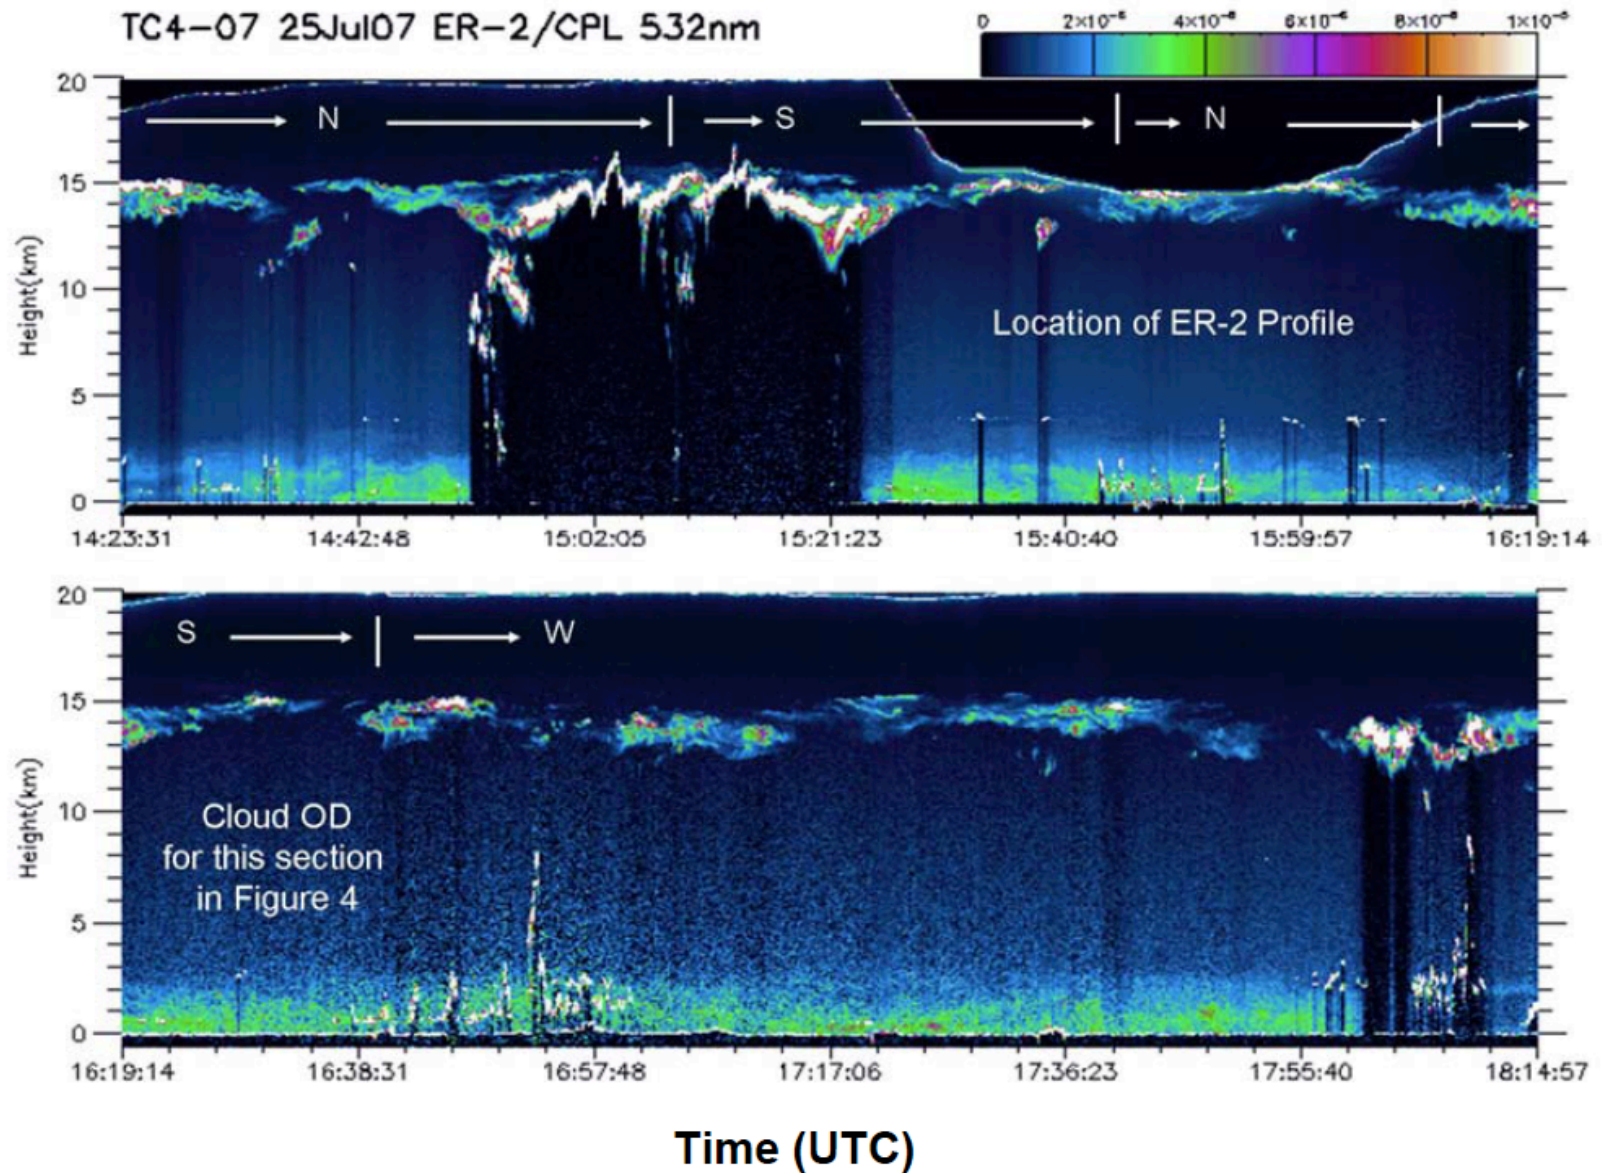 TC4-07 25Jul07 ER-2/CPL 532nm
0 2×10⁻⁶ 4×10⁻⁶ 6×10⁻⁶ 8×10⁻⁶ 1×10⁻⁵
20
N S N
15
Height(km)
10
Location of ER-2 Profile
5
0
14:23:31 14:42:48 15:02:05 15:21:23 15:40:40 15:59:57 16:19:14
20
S W
15
Height(km)
10
Cloud OD
for this section
in Figure 4
5
0
16:19:14 16:38:31 16:57:48 17:17:06 17:36:23 17:55:40 18:14:57
Time (UTC)